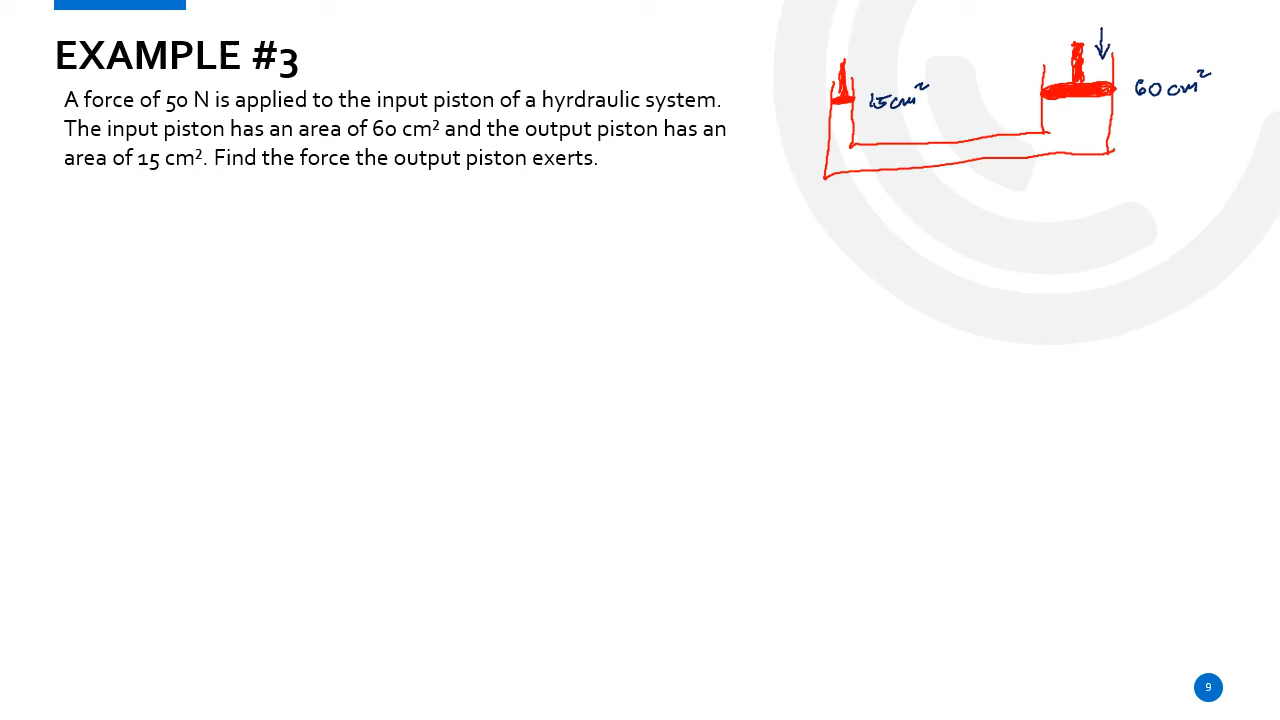 EXAMPLE #3
A force of 50 N is applied to the input piston of a hyrdraulic system.
The input piston has an area of 60 cm² and the output piston has an
area of 15 cm². Find the force the output piston exerts.
15 cm²
60 cm²
9